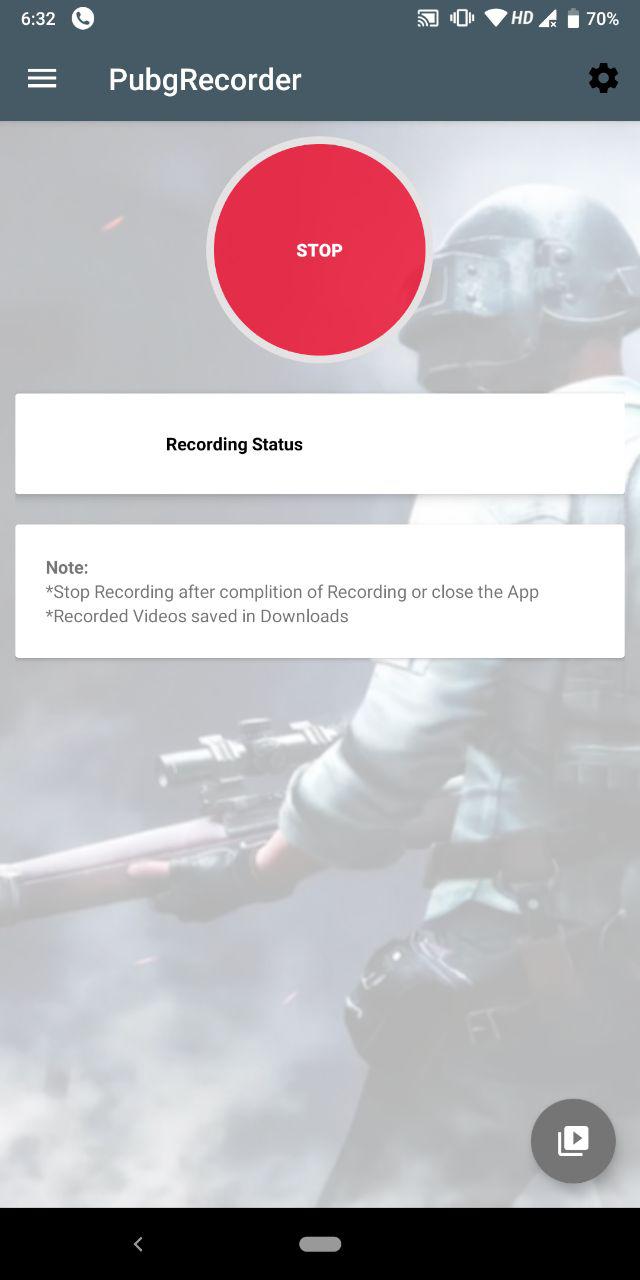 6:32 HD 70%
PubgRecorder
STOP
Recording Status
Note:
*Stop Recording after complition of Recording or close the App
*Recorded Videos saved in Downloads